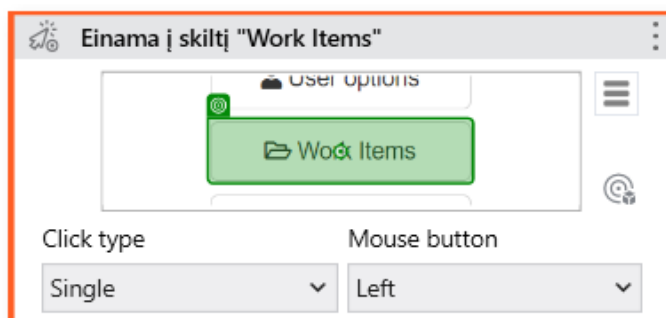 Einama į skiltį "Work Items"
User options
Work Items
Click type
Mouse button
Single
Left